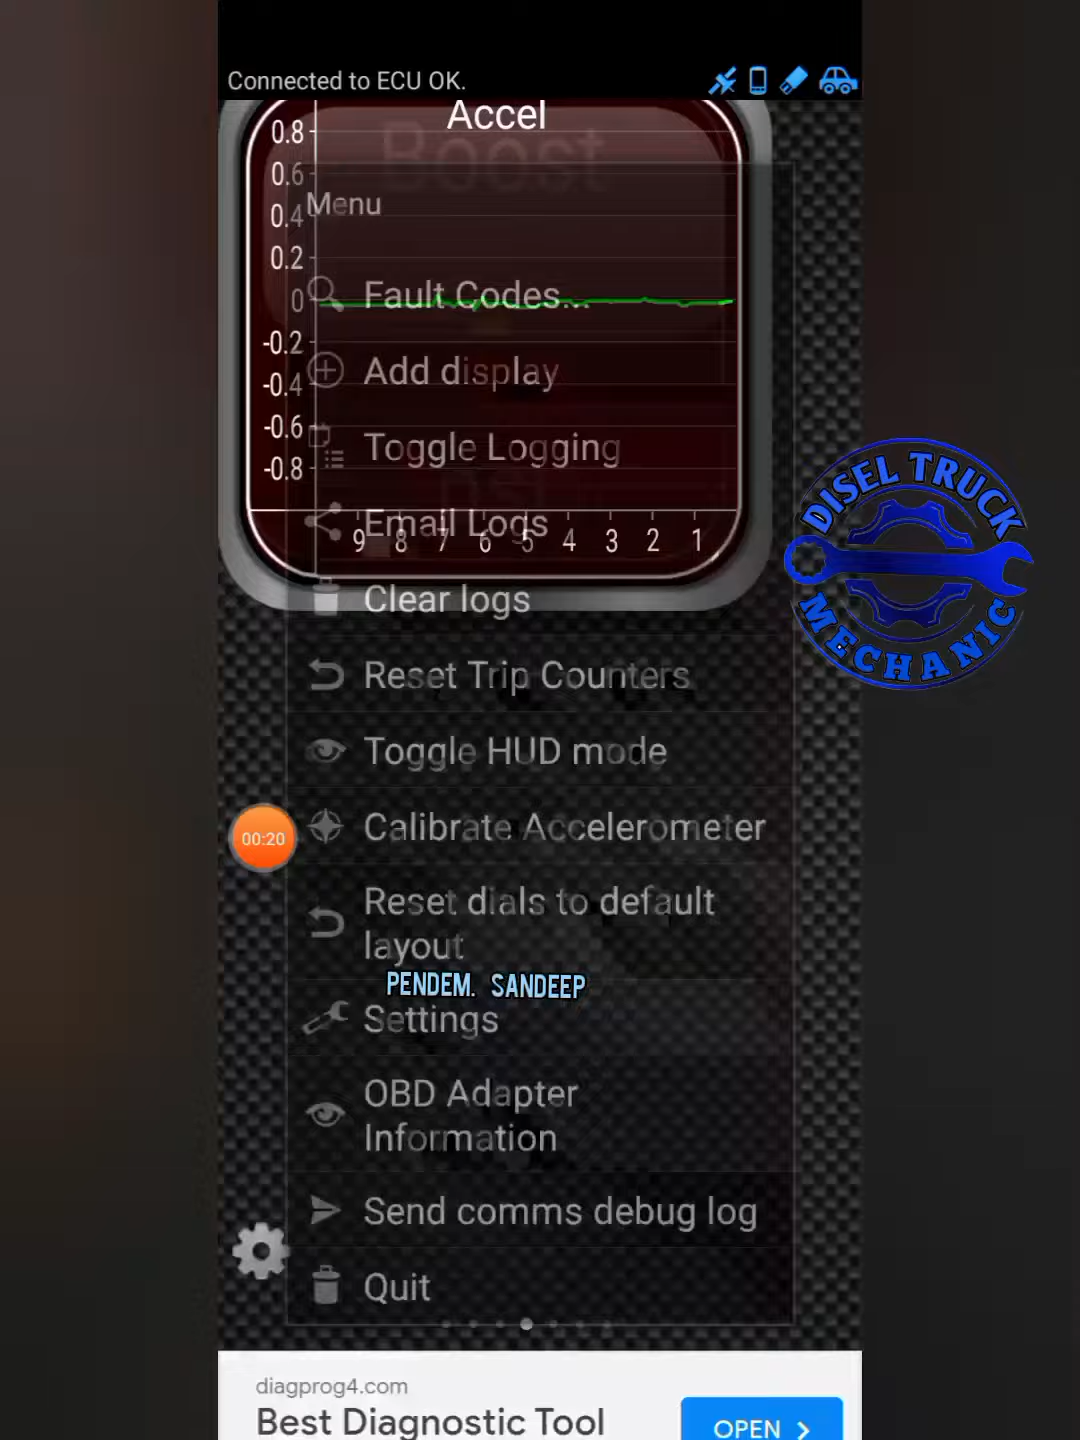 Connected to ECU OK.
Accel
Boost
0.8
0.6
0.4
0.2
0
-0.2
-0.4
-0.6
-0.8
9 8 7 6 5 4 3 2 1
Menu
Fault Codes...
Add display
Toggle Logging
Email Logs
Clear logs
Reset Trip Counters
Toggle HUD mode
00:20
Calibrate Accelerometer
Reset dials to default
layout
PENDEM. SANDEEP
Settings
OBD Adapter
Information
Send comms debug log
Quit
DISEL TRUCK
MECHANIC
diagprog4.com
Best Diagnostic Tool
OPEN